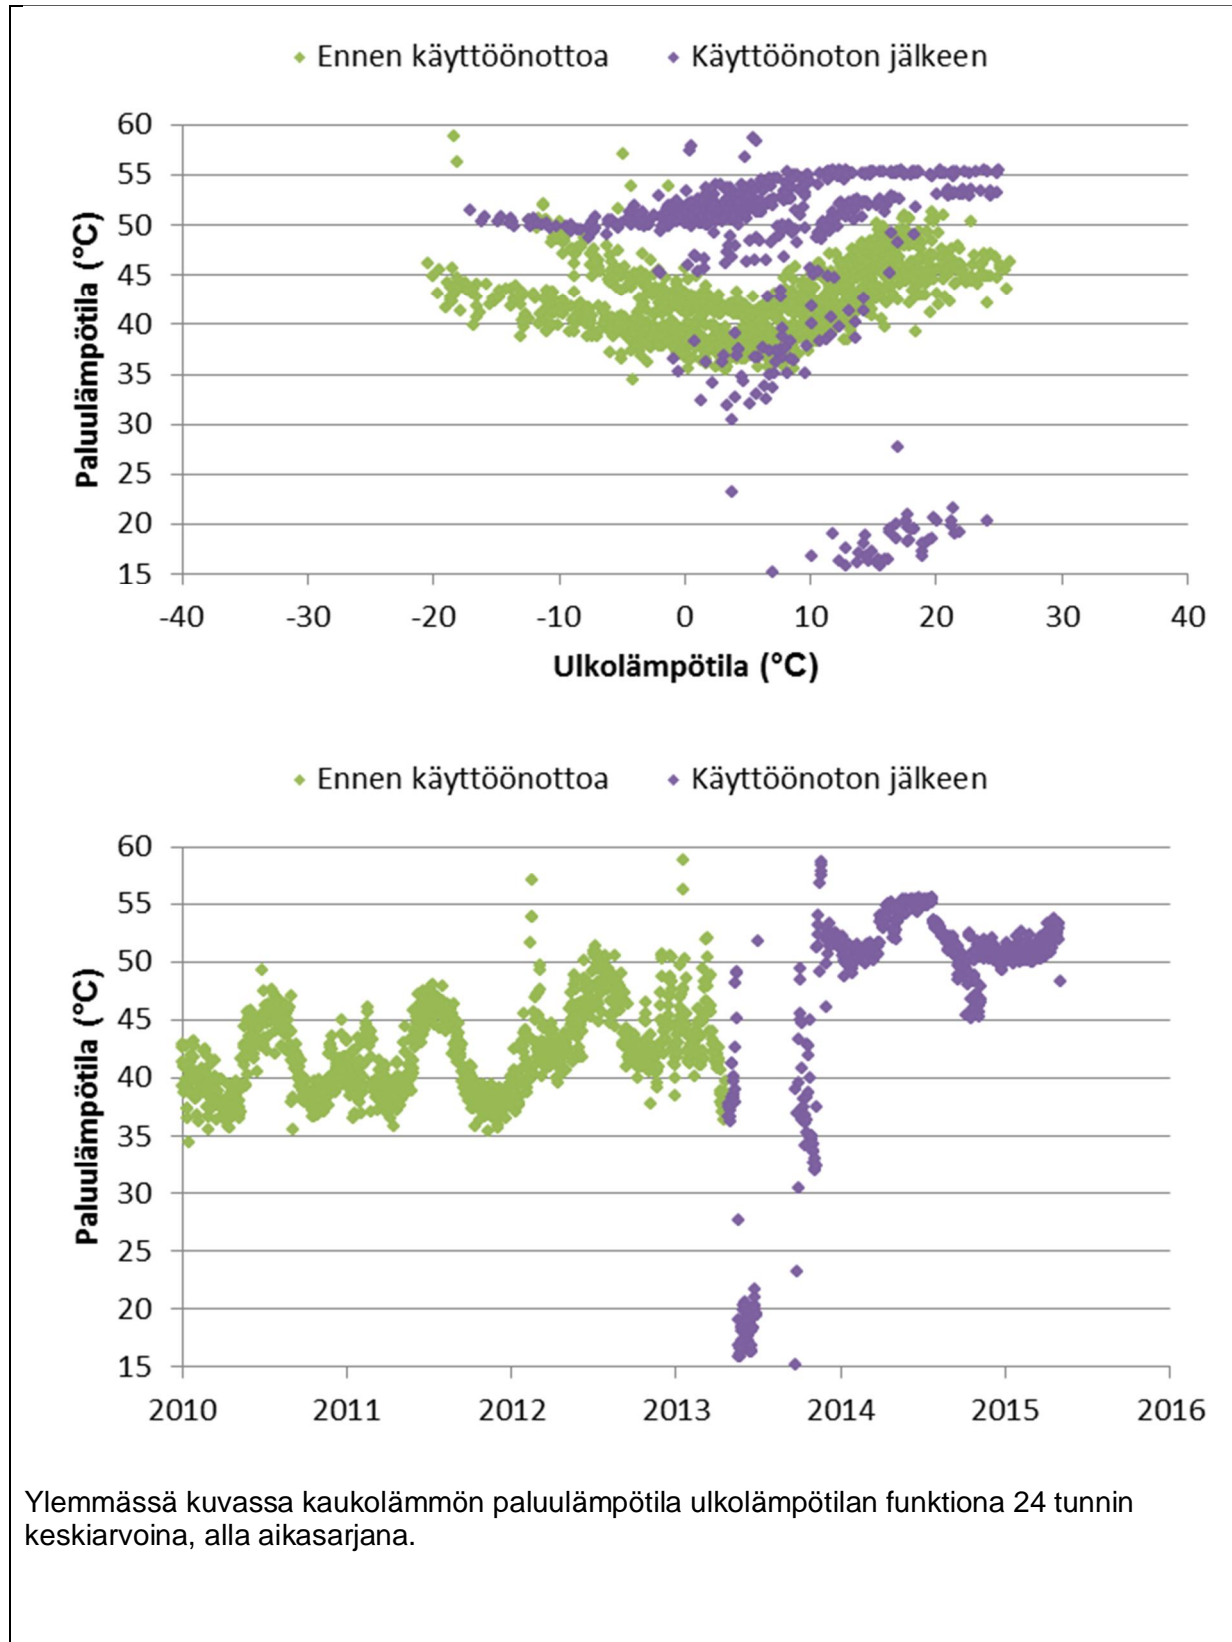 Ennen käyttöönottoa Käyttöönoton jälkeen
60
55
50
45
40
35
30
25
20
15
Paluulämpötila (°C)
-40 -30 -20 -10 0 10 20 30 40
Ulkolämpötila (°C)
Ennen käyttöönottoa Käyttöönoton jälkeen
60
55
50
45
40
35
30
25
20
15
Paluulämpötila (°C)
2010 2011 2012 2013 2014 2015 2016
Ylemmässä kuvassa kaukolämmön paluulämpötila ulkolämpötilan funktiona 24 tunnin
keskiarvoina, alla aikasarjana.